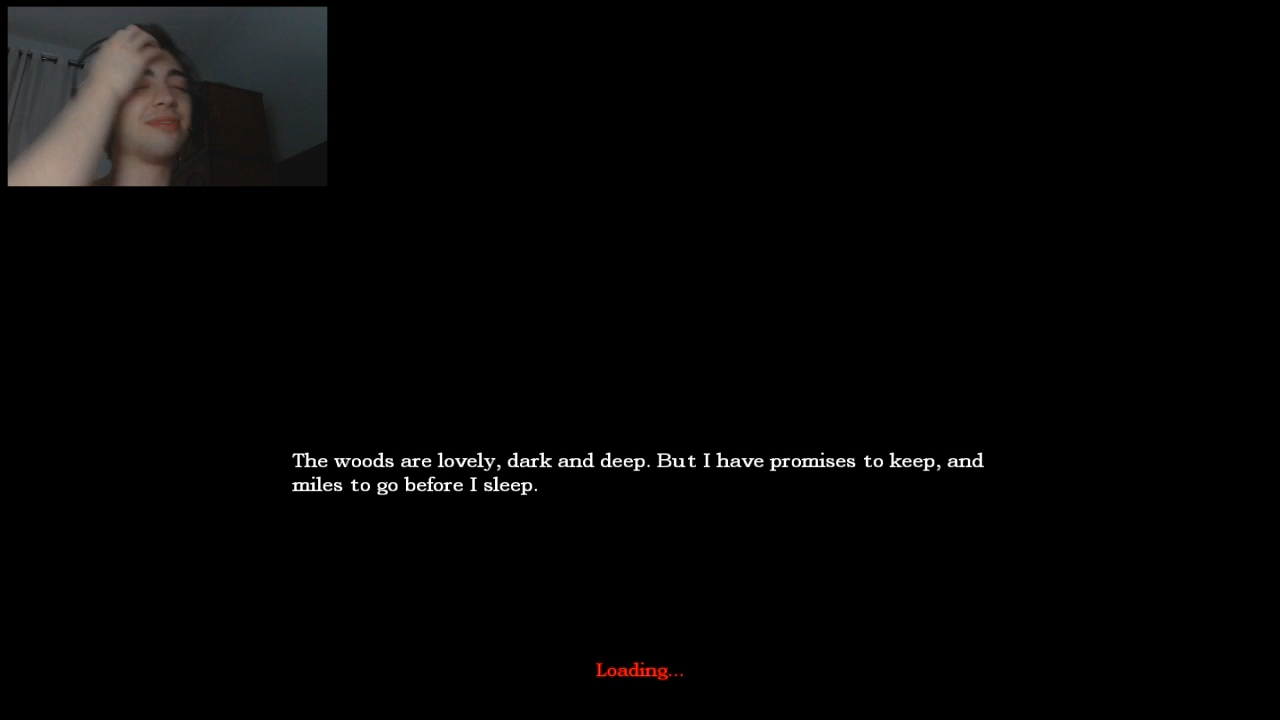 The woods are lovely, dark and deep. But I have promises to keep, and
miles to go before I sleep.
Loading...